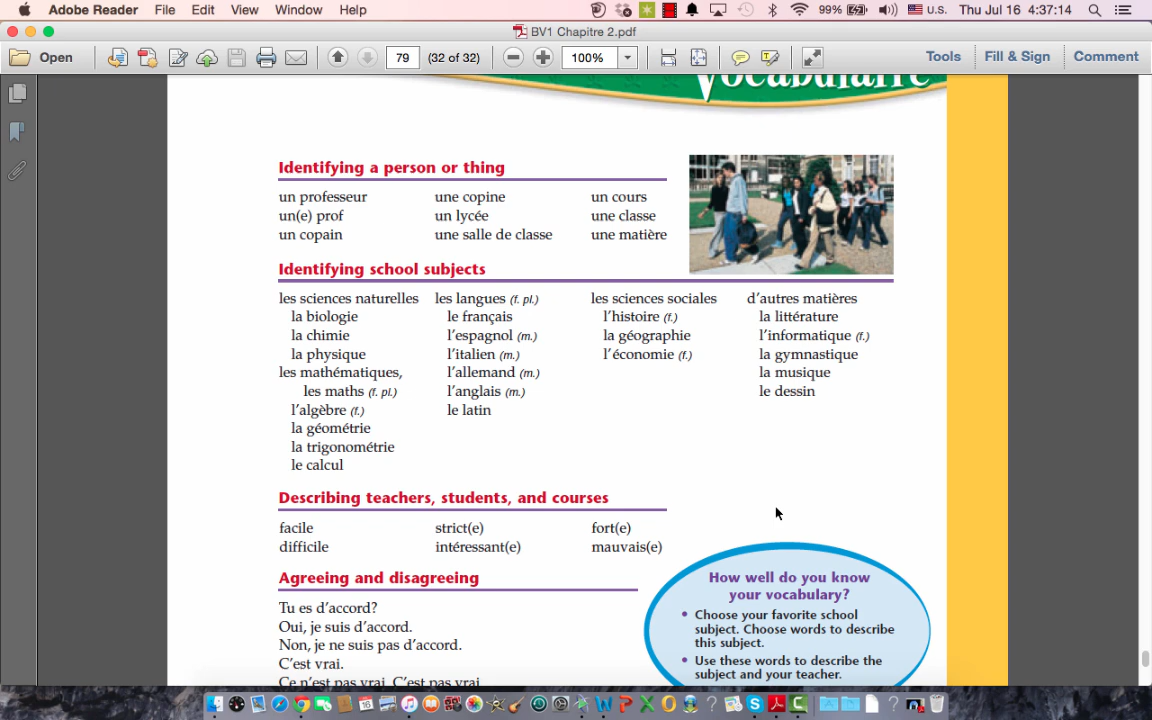 Adobe Reader File Edit View Window Help 99% U.S. Thu Jul 16 4:37:14
BV1 Chapitre 2.pdf
Open 79 (32 of 32) 100% Tools Fill & Sign Comment
Vocabulaire
Identifying a person or thing
un professeur une copine un cours
un(e) prof un lycée une classe
un copain une salle de classe une matière
Identifying school subjects
les sciences naturelles les langues (f. pl.) les sciences sociales d'autres matières
la biologie le français l'histoire (f.) la littérature
la chimie l'espagnol (m.) la géographie l'informatique (f.)
la physique l'italien (m.) l'économie (f.) la gymnastique
les mathématiques, l'allemand (m.) la musique
les maths (f. pl.) l'anglais (m.) le dessin
l'algèbre (f.) le latin
la géométrie
la trigonométrie
le calcul
Describing teachers, students, and courses
facile strict(e) fort(e)
difficile intéressant(e) mauvais(e)
Agreeing and disagreeing
Tu es d'accord?
Oui, je suis d'accord.
Non, je ne suis pas d'accord.
C'est vrai.
Ce n'est pas vrai. C'est pas vrai.
How well do you know
your vocabulary?
• Choose your favorite school
subject. Choose words to describe
this subject.
• Use these words to describe the
subject and your teacher.